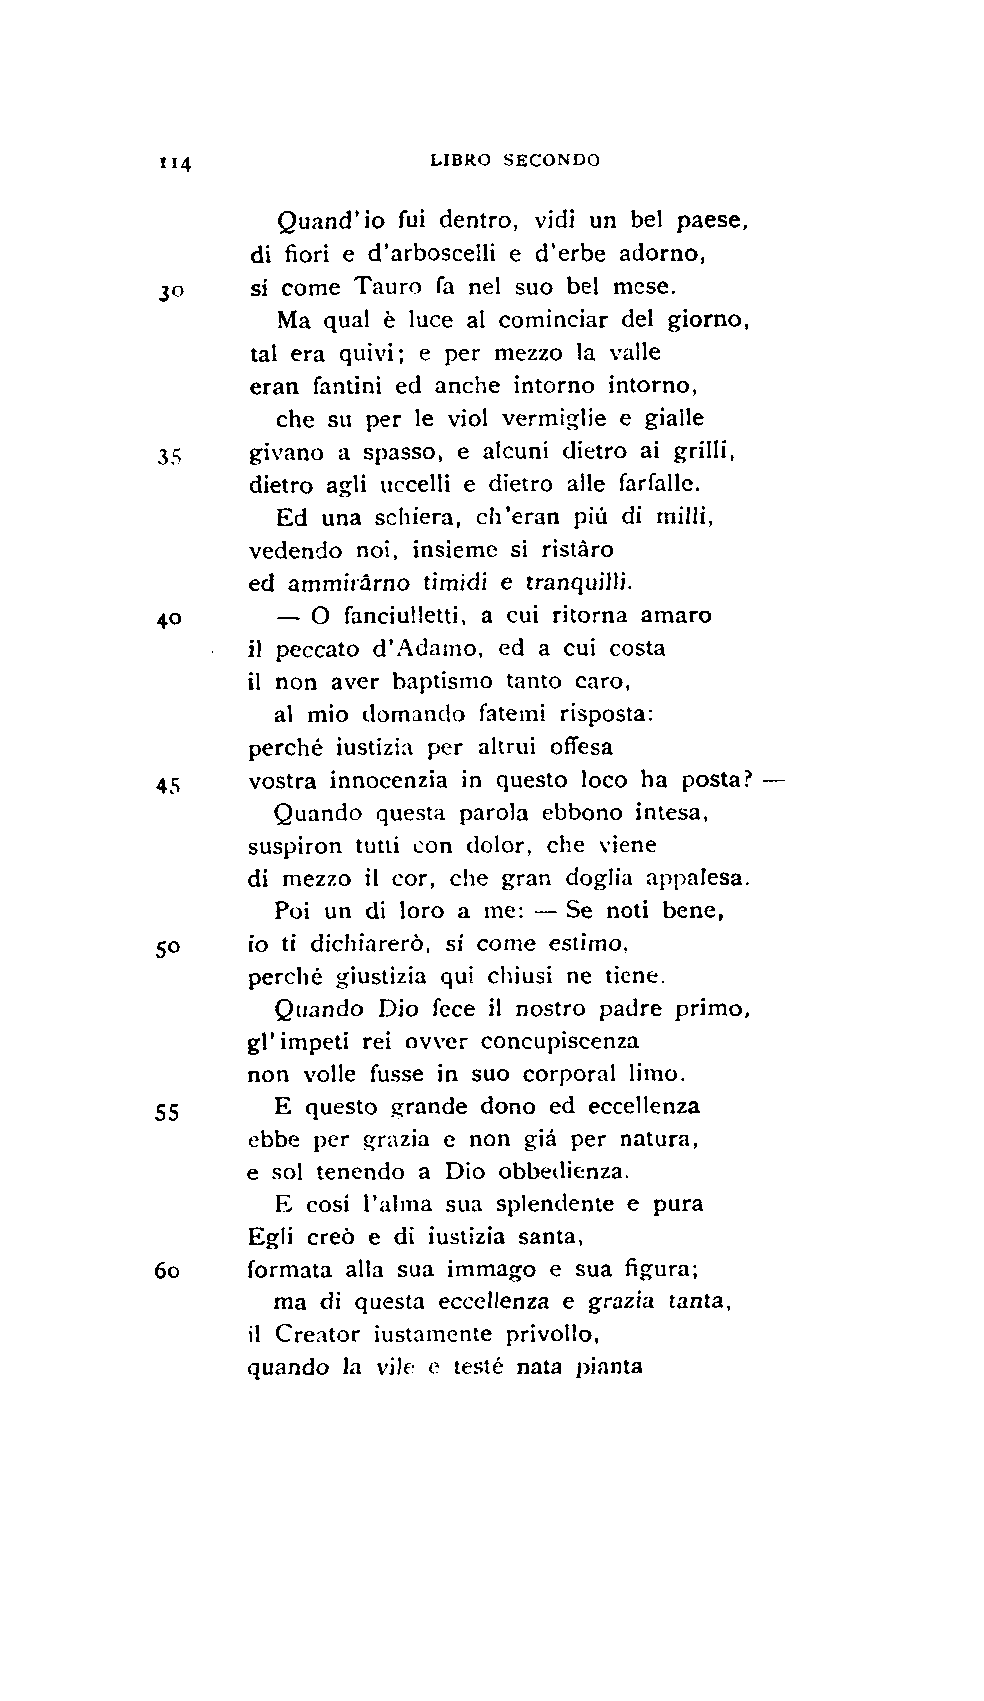 114 LIBRO SECONDO
Quand'io fui dentro, vidi un bel paese,
di fiori e d'arboscelli e d'erbe adorno,
30 sí come Tauro fa nel suo bel mese.
Ma qual è luce al cominciar del giorno,
tal era quivi; e per mezzo la valle
eran fantini ed anche intorno intorno,
che su per le viol vermiglie e gialle
35 givano a spasso, e alcuni dietro ai grilli,
dietro agli uccelli e dietro alle farfalle.
Ed una schiera, ch'eran piú di milli,
vedendo noi, insieme si ristâro
ed ammirârno timidi e tranquilli.
40 — O fanciulletti, a cui ritorna amaro
il peccato d'Adamo, ed a cui costa
il non aver baptismo tanto caro,
al mio domando fatemi risposta:
perché iustizia per altrui offesa
45 vostra innocenzia in questo loco ha posta? —
Quando questa parola ebbono intesa,
suspiron tutti con dolor, che viene
di mezzo il cor, che gran doglia appalesa.
Poi un di loro a me: — Se noti bene,
50 io ti dichiarerò, sí come estimo,
perché giustizia qui chiusi ne tiene.
Quando Dio fece il nostro padre primo,
gl'impeti rei ovver concupiscenza
non volle fusse in suo corporal limo.
55 E questo grande dono ed eccellenza
ebbe per grazia e non giá per natura,
e sol tenendo a Dio obbedienza.
E cosí l'alma sua splendente e pura
Egli creò e di iustizia santa,
60 formata alla sua immago e sua figura;
ma di questa eccellenza e grazia tanta,
il Creator iustamente privollo,
quando la vile e testé nata pianta